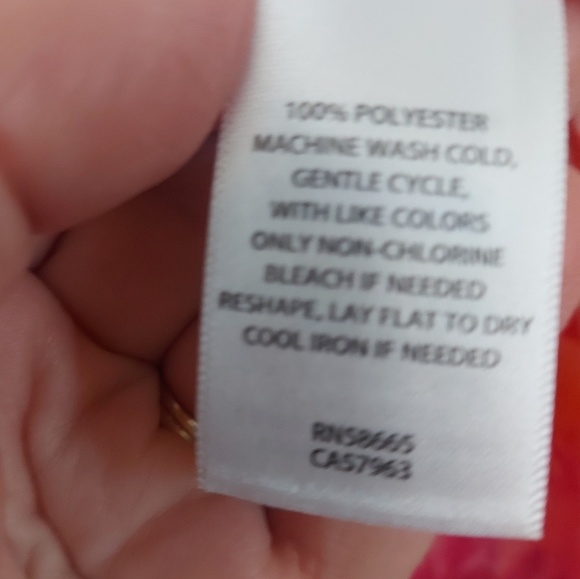 100% POLYESTER
MACHINE WASH COLD,
GENTLE CYCLE,
WITH LIKE COLORS
ONLY NON-CHLORINE
BLEACH IF NEEDED
RESHAPE, LAY FLAT TO DRY
COOL IRON IF NEEDED
RN58665
CA57963